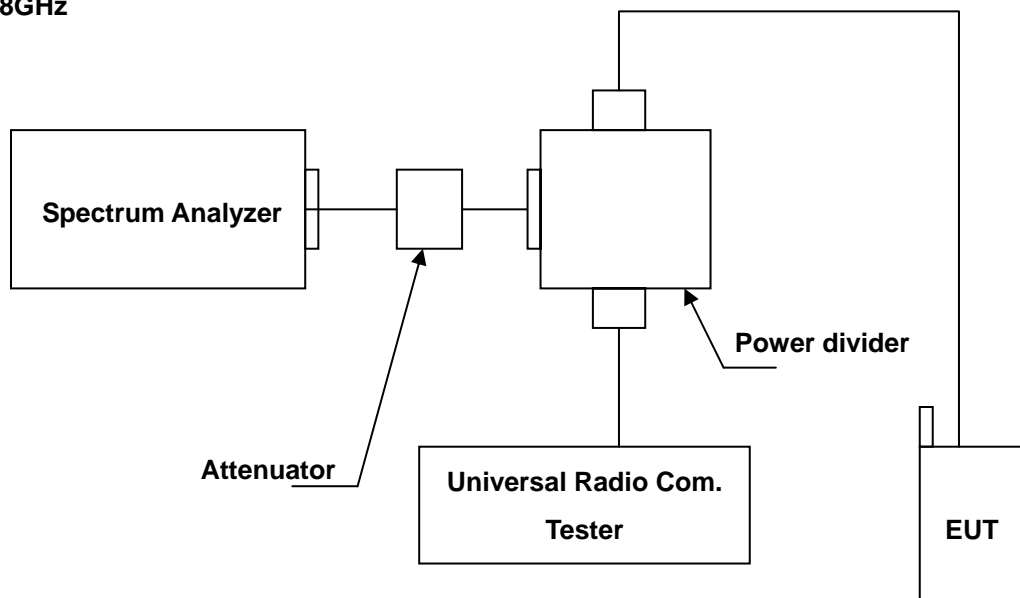 8GHz
Spectrum Analyzer
Power divider
Attenuator
Universal Radio Com.
Tester
EUT